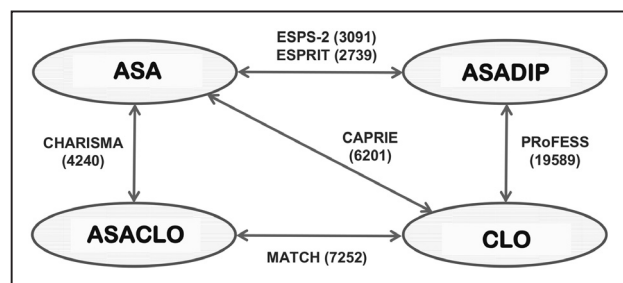 ESPS-2 (3091)
ESPRIT (2739)
ASA
ASADIP
CHARISMA
(4240)
CAPRIE
(6201)
PRoFESS
(19589)
ASACLO
CLO
MATCH (7252)